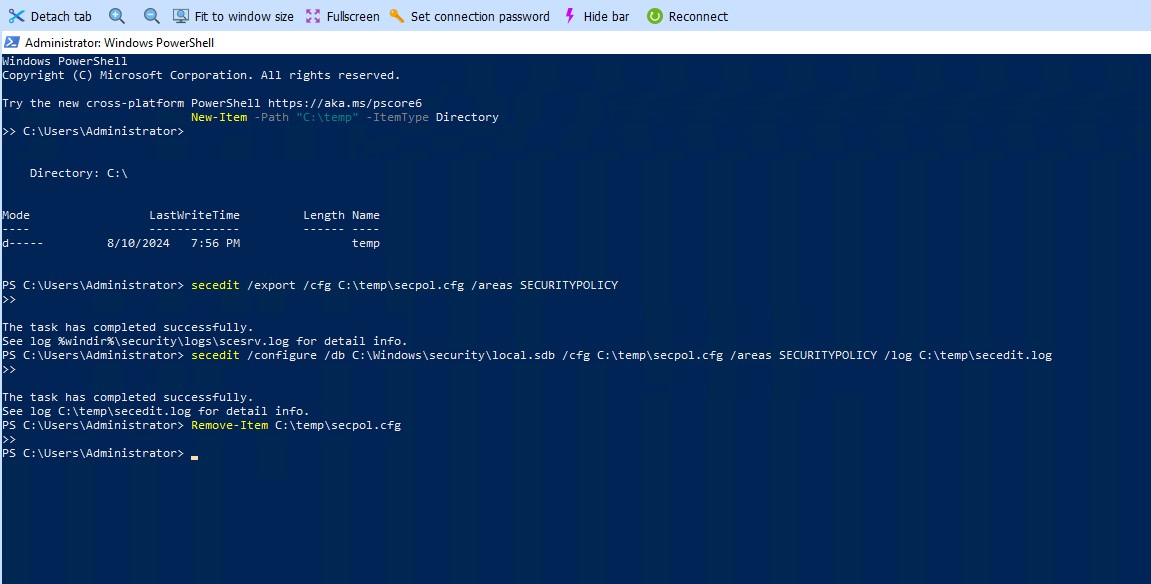 Detach tab Fit to window size Fullscreen Set connection password Hide bar Reconnect
Administrator: Windows PowerShell
Windows PowerShell
Copyright (C) Microsoft Corporation. All rights reserved.
Try the new cross-platform PowerShell https://aka.ms/pscore6
New-Item -Path "C:\temp" -ItemType Directory
>> C:\Users\Administrator>
Directory: C:\
Mode LastWriteTime Length Name
---- ------------- ------ ----
d----- 8/10/2024 7:56 PM temp
PS C:\Users\Administrator> secedit /export /cfg C:\temp\secpol.cfg /areas SECURITYPOLICY
>>
The task has completed successfully.
See log %windir%\security\logs\scesrv.log for detail info.
PS C:\Users\Administrator> secedit /configure /db C:\Windows\security\local.sdb /cfg C:\temp\secpol.cfg /areas SECURITYPOLICY /log C:\temp\secedit.log
>>
The task has completed successfully.
See log C:\temp\secedit.log for detail info.
PS C:\Users\Administrator> Remove-Item C:\temp\secpol.cfg
>>
PS C:\Users\Administrator>